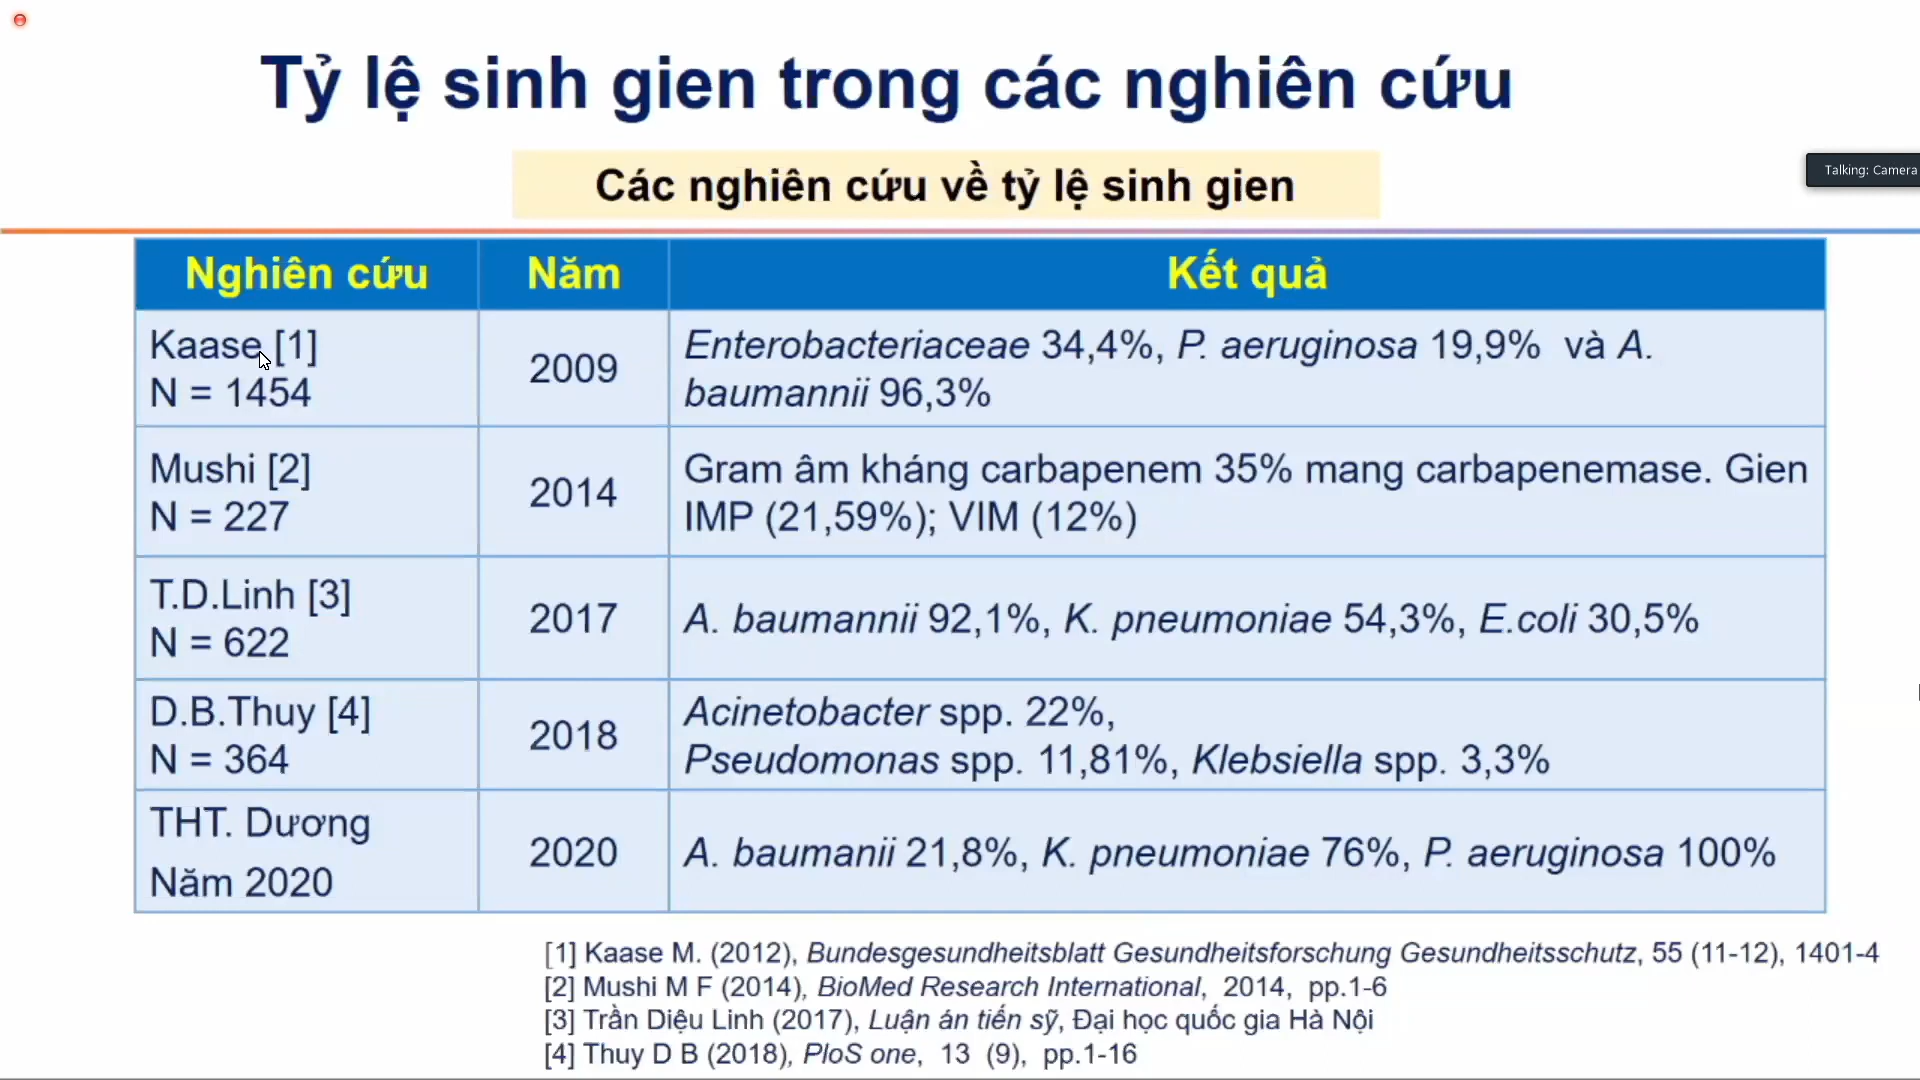 Tỷ lệ sinh gien trong các nghiên cứu
Các nghiên cứu về tỷ lệ sinh gien
Talking: Camera
Nghiên cứu
Năm
Kết quả
Kaase [1]
N = 1454
2009
Enterobacteriaceae 34,4%, P. aeruginosa 19,9% và A.
baumannii 96,3%
Mushi [2]
N = 227
2014
Gram âm kháng carbapenem 35% mang carbapenemase. Gien
IMP (21,59%); VIM (12%)
T.D.Linh [3]
N = 622
2017
A. baumannii 92,1%, K. pneumoniae 54,3%, E.coli 30,5%
D.B.Thuy [4]
N = 364
2018
Acinetobacter spp. 22%,
Pseudomonas spp. 11,81%, Klebsiella spp. 3,3%
THT. Dương
Năm 2020
2020
A. baumanii 21,8%, K. pneumoniae 76%, P. aeruginosa 100%
[1] Kaase M. (2012), Bundesgesundheitsblatt Gesundheitsforschung Gesundheitsschutz, 55 (11-12), 1401-4
[2] Mushi M F (2014), BioMed Research International, 2014, pp.1-6
[3] Trần Diệu Linh (2017), Luận án tiến sỹ, Đại học quốc gia Hà Nội
[4] Thuy D B (2018), PloS one, 13 (9), pp.1-16